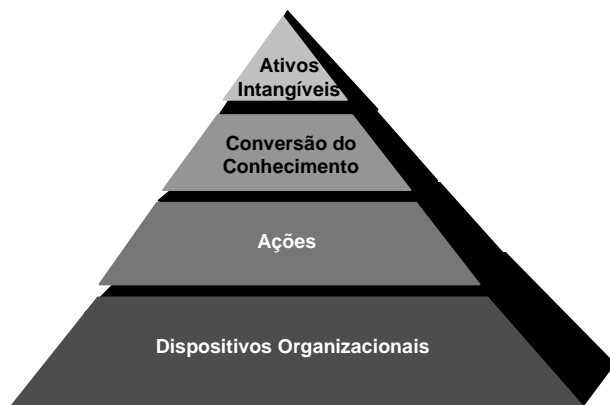 Ativos
Intangíveis
Conversão do
Conhecimento
Ações
Dispositivos Organizacionais